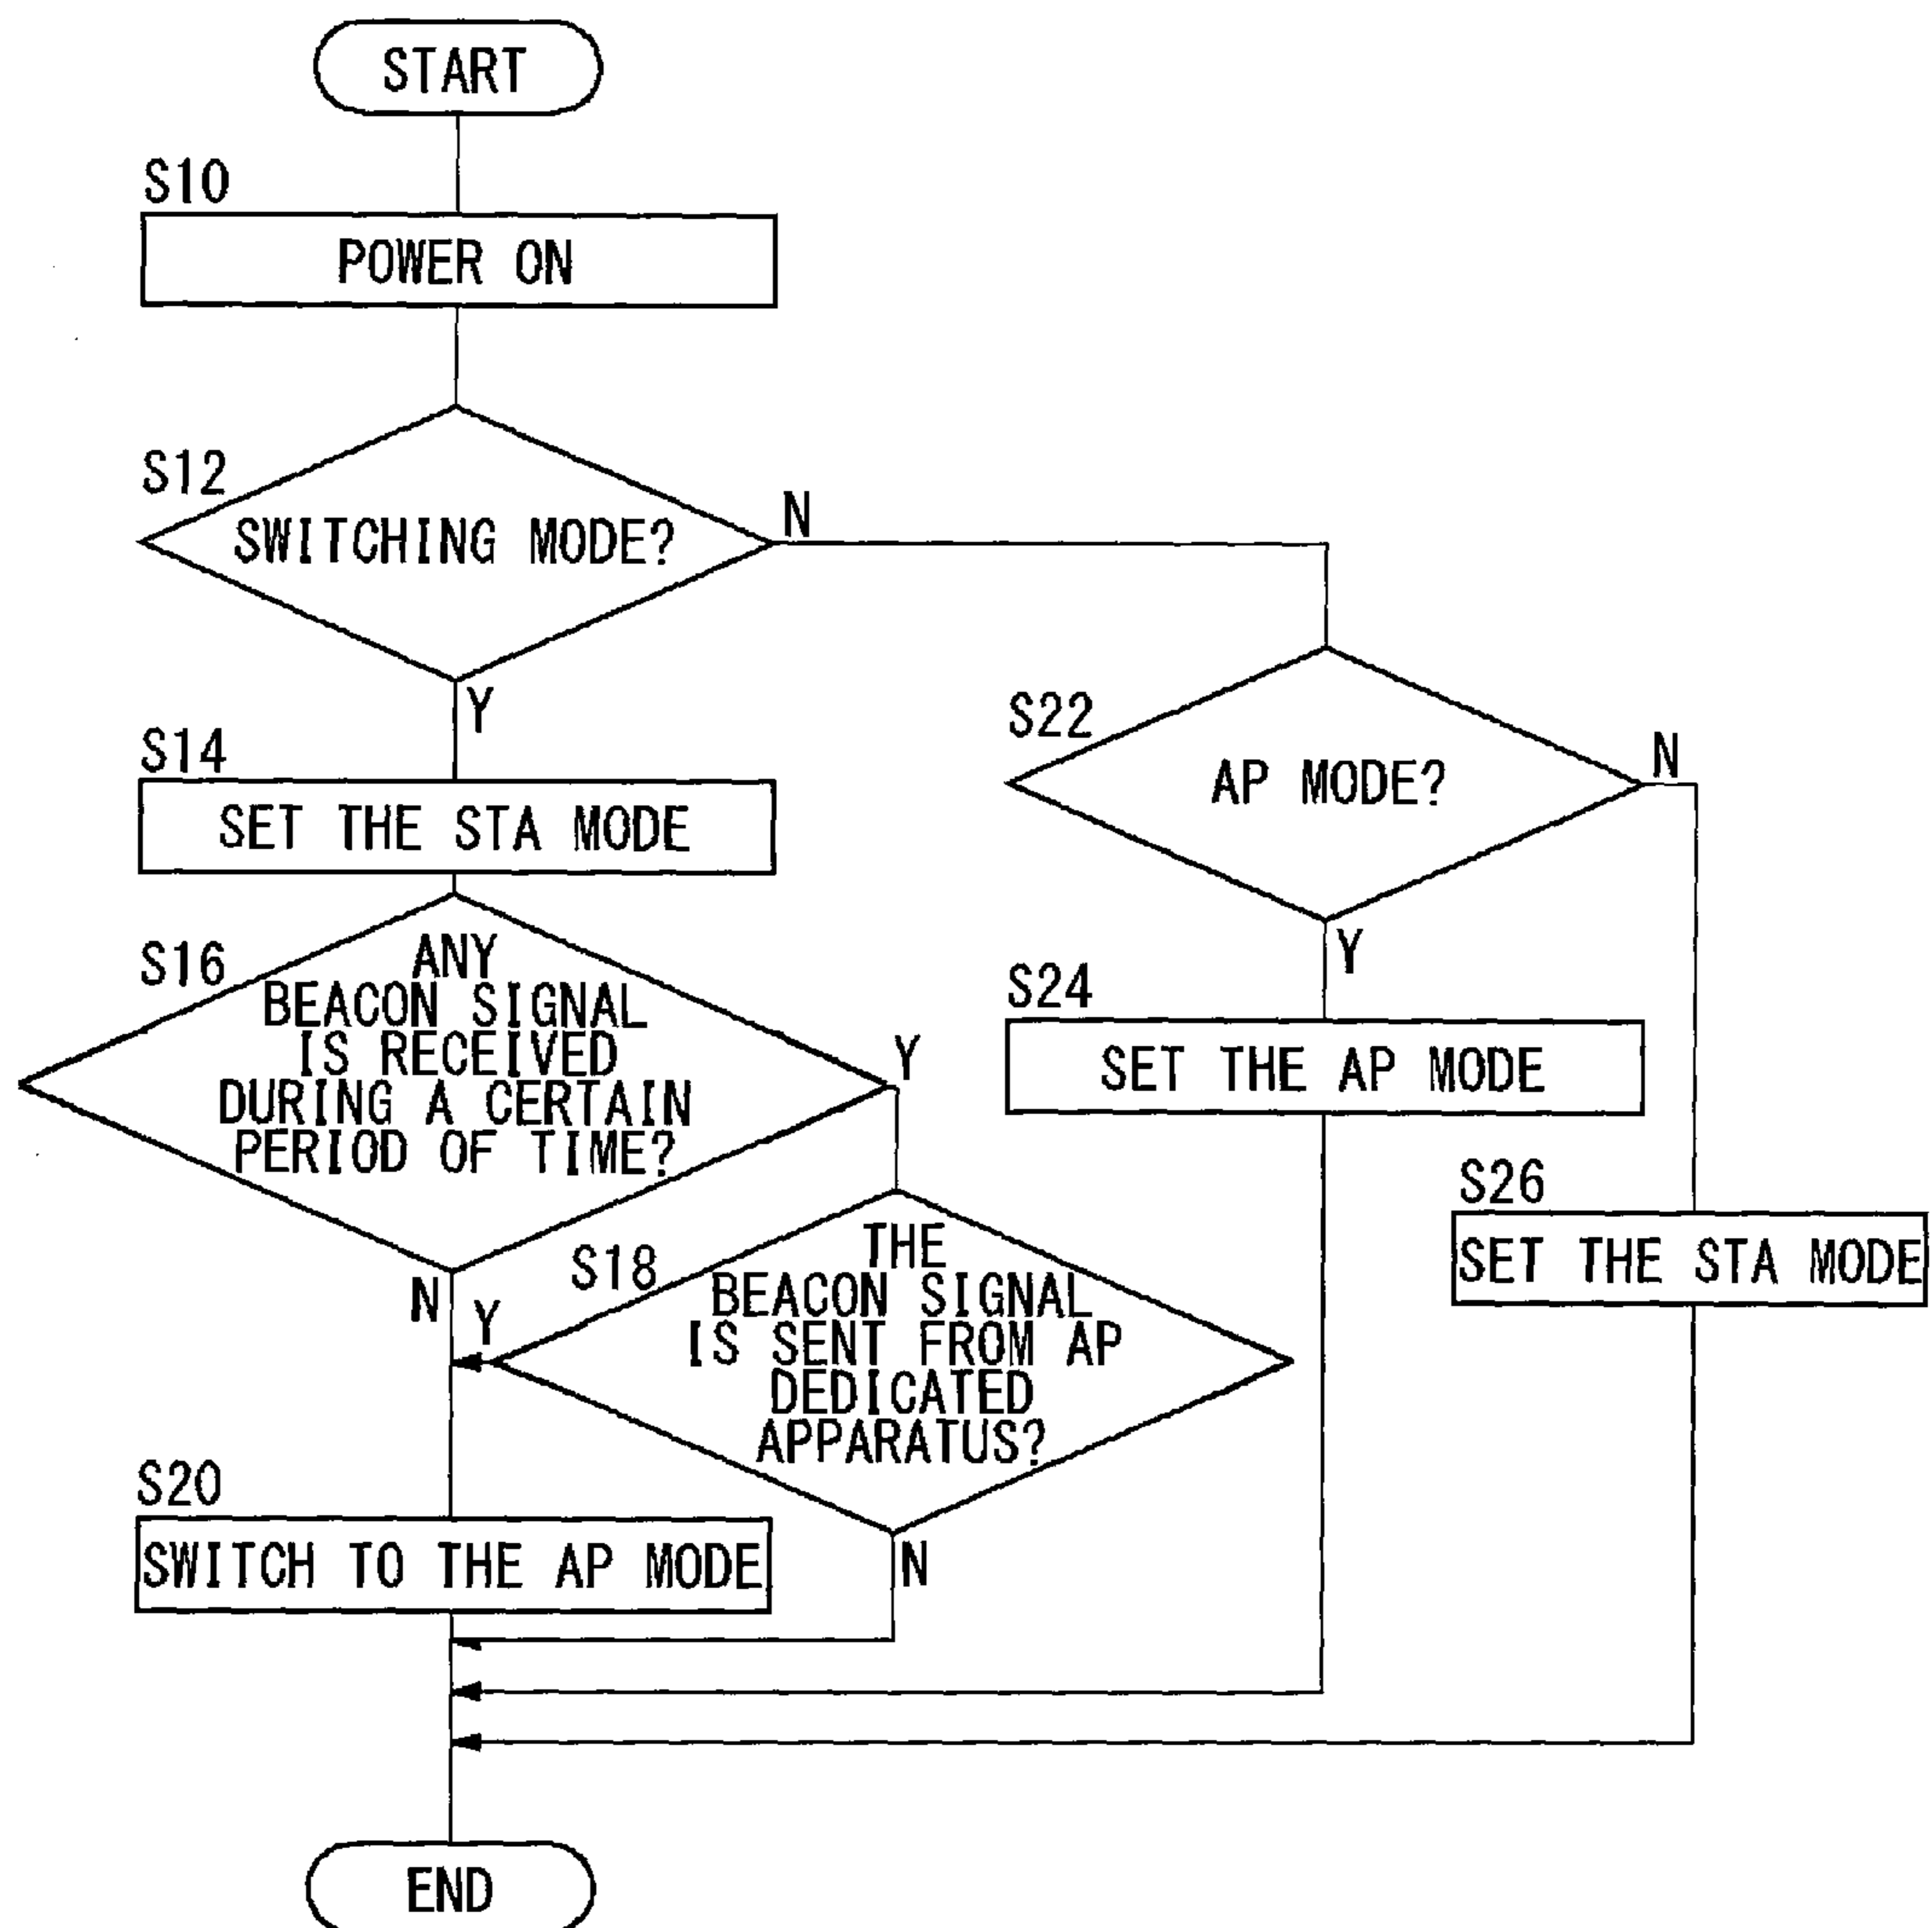 START
S10
POWER ON
S12
SWITCHING MODE?
N
Y
S14
SET THE STA MODE
S16
ANY
BEACON SIGNAL
IS RECEIVED
DURING A CERTAIN
PERIOD OF TIME?
Y
N
S18
THE
BEACON SIGNAL
IS SENT FROM AP
DEDICATED
APPARATUS?
Y
N
S20
SWITCH TO THE AP MODE
S22
AP MODE?
N
Y
S24
SET THE AP MODE
S26
SET THE STA MODE
END